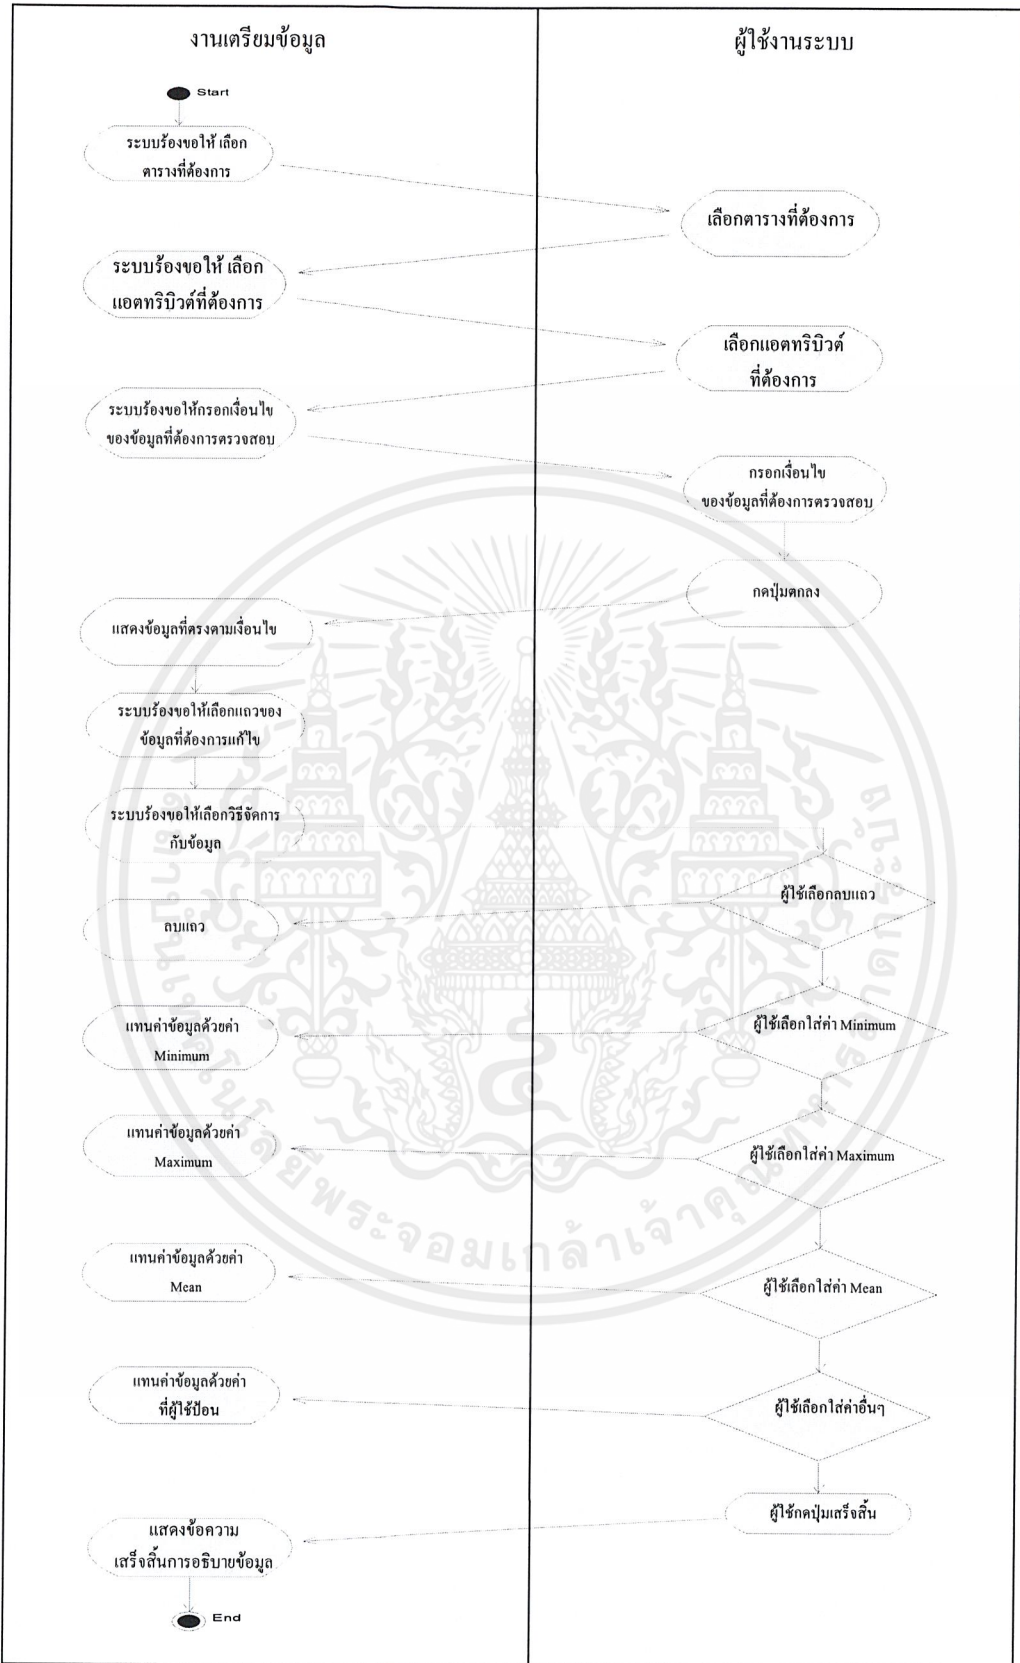 งานเตรียมข้อมูล
ผู้ใช้งานระบบ
Start
ระบบร้องขอให้ เลือก
ตารางที่ต้องการ
เลือกตารางที่ต้องการ
ระบบร้องขอให้ เลือก
แอตทริบิวต์ที่ต้องการ
เลือกแอตทริบิวต์
ที่ต้องการ
ระบบร้องขอให้กรอกเงื่อนไข
ของข้อมูลที่ต้องการตรวจสอบ
กรอกเงื่อนไข
ของข้อมูลที่ต้องการตรวจสอบ
กดปุ่มตกลง
แสดงข้อมูลที่ตรงตามเงื่อนไข
ระบบร้องขอให้เลือกแถวของ
ข้อมูลที่ต้องการแก้ไข
ระบบร้องขอให้เลือกวิธีจัดการ
กับข้อมูล
ผู้ใช้เลือกลบแถว
ลบแถว
ผู้ใช้เลือกใส่ค่า Minimum
แทนค่าข้อมูลด้วยค่า
Minimum
ผู้ใช้เลือกใส่ค่า Maximum
แทนค่าข้อมูลด้วยค่า
Maximum
ผู้ใช้เลือกใส่ค่า Mean
แทนค่าข้อมูลด้วยค่า
Mean
ผู้ใช้เลือกใส่ค่าอื่นๆ
แทนค่าข้อมูลด้วยค่า
ที่ผู้ใช้ป้อน
ผู้ใช้กดปุ่มเสร็จสิ้น
แสดงข้อความ
เสร็จสิ้นการอธิบายข้อมูล
End